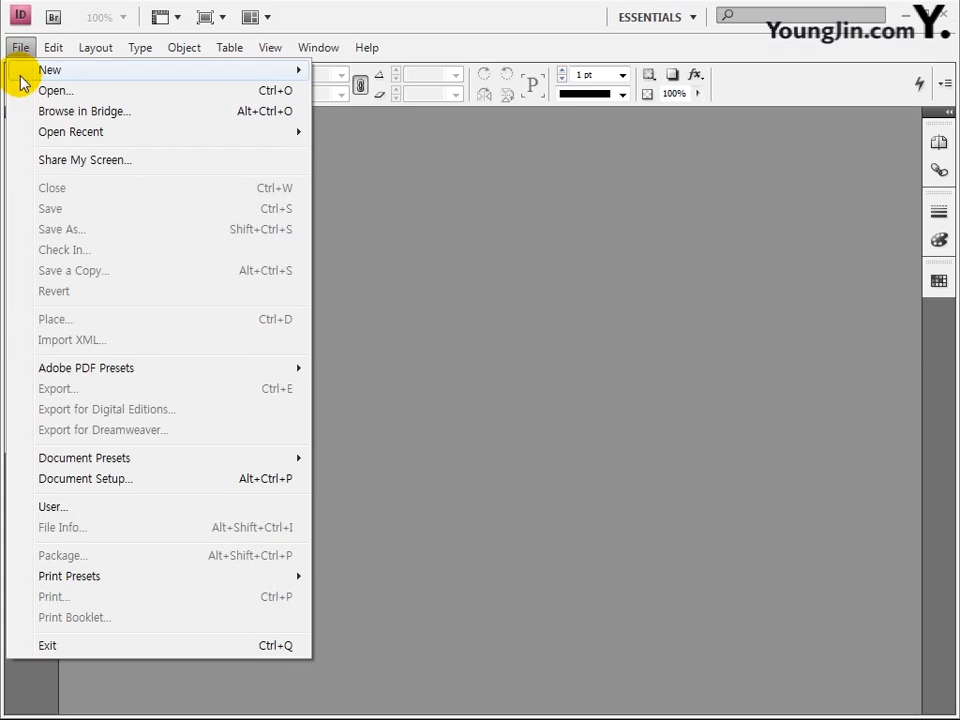 ID Br 100% ESSENTIALS
YoungJin.com Y.
File Edit Layout Type Object Table View Window Help
New
Open... Ctrl+O
Browse in Bridge... Alt+Ctrl+O
Open Recent
Share My Screen...
Close Ctrl+W
Save Ctrl+S
Save As... Shift+Ctrl+S
Check In...
Save a Copy... Alt+Ctrl+S
Revert
Place... Ctrl+D
Import XML...
Adobe PDF Presets
Export... Ctrl+E
Export for Digital Editions...
Export for Dreamweaver...
Document Presets
Document Setup... Alt+Ctrl+P
User...
File Info... Alt+Shift+Ctrl+I
Package... Alt+Shift+Ctrl+P
Print Presets
Print... Ctrl+P
Print Booklet...
Exit Ctrl+Q
P 1 pt fx.
100%